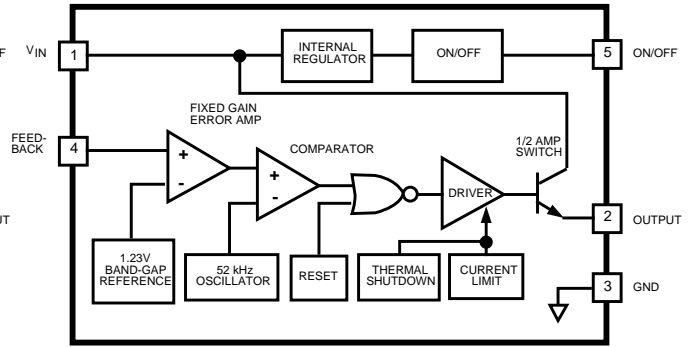 F
V IN
1
INTERNAL
REGULATOR
ON/OFF
5
ON/OFF
FIXED GAIN
ERROR AMP
FEED-
BACK
4
+
-
COMPARATOR
+
-
1/2 AMP
SWITCH
DRIVER
2
OUTPUT
UT
1.23V
BAND-GAP
REFERENCE
52 kHz
OSCILLATOR
RESET
THERMAL
SHUTDOWN
CURRENT
LIMIT
3
GND